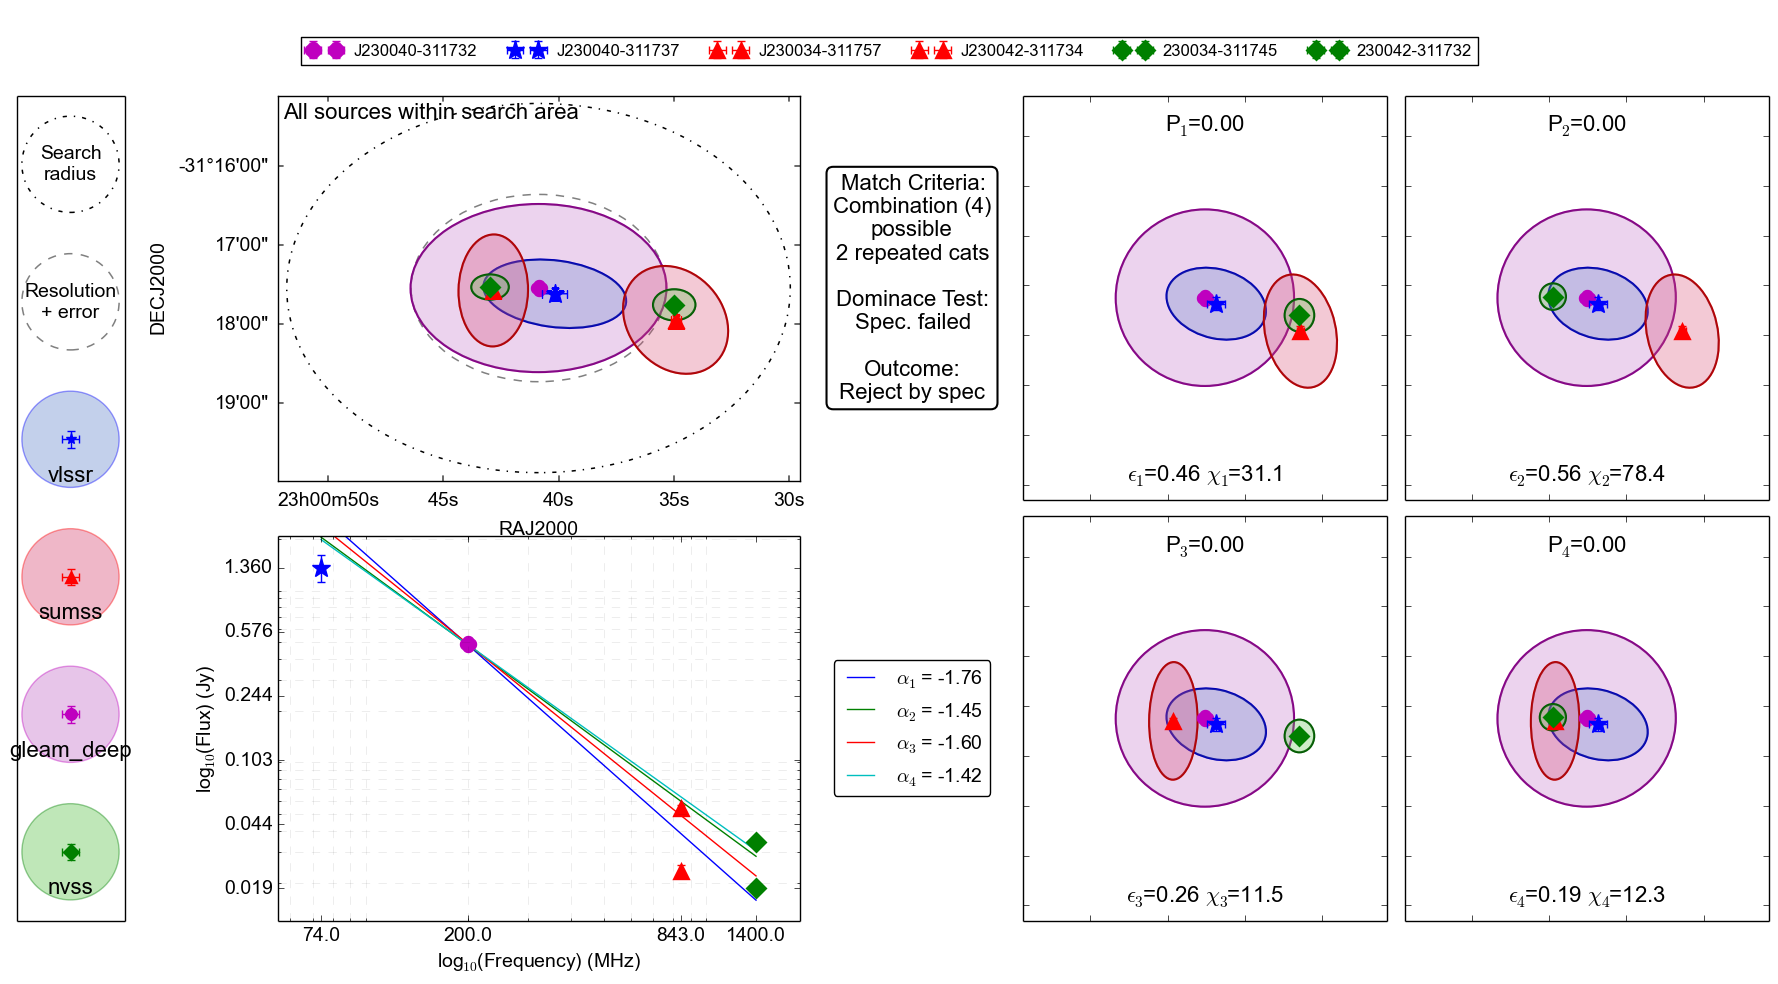 J230040-311732 J230040-311737 J230034-311757 J230042-311734 230034-311745 230042-311732
Search
radius
Resolution
+ error
vlssr
sumss
gleam_deep
nvss
All sources within search area
DECJ2000
-31°16'00"
17'00"
18'00"
19'00"
23h00m50s 45s 40s 35s 30s
RAJ2000
Match Criteria:
Combination (4)
possible
2 repeated cats
Dominace Test:
Spec. failed
Outcome:
Reject by spec
P₁=0.00
ϵ₁=0.46 χ₁=31.1
P₂=0.00
ϵ₂=0.56 χ₂=78.4
log₁₀(Flux) (Jy)
1.360
0.576
0.244
0.103
0.044
0.019
74.0 200.0 843.0 1400.0
log₁₀(Frequency) (MHz)
α₁ = -1.76
α₂ = -1.45
α₃ = -1.60
α₄ = -1.42
P₃=0.00
ϵ₃=0.26 χ₃=11.5
P₄=0.00
ϵ₄=0.19 χ₄=12.3